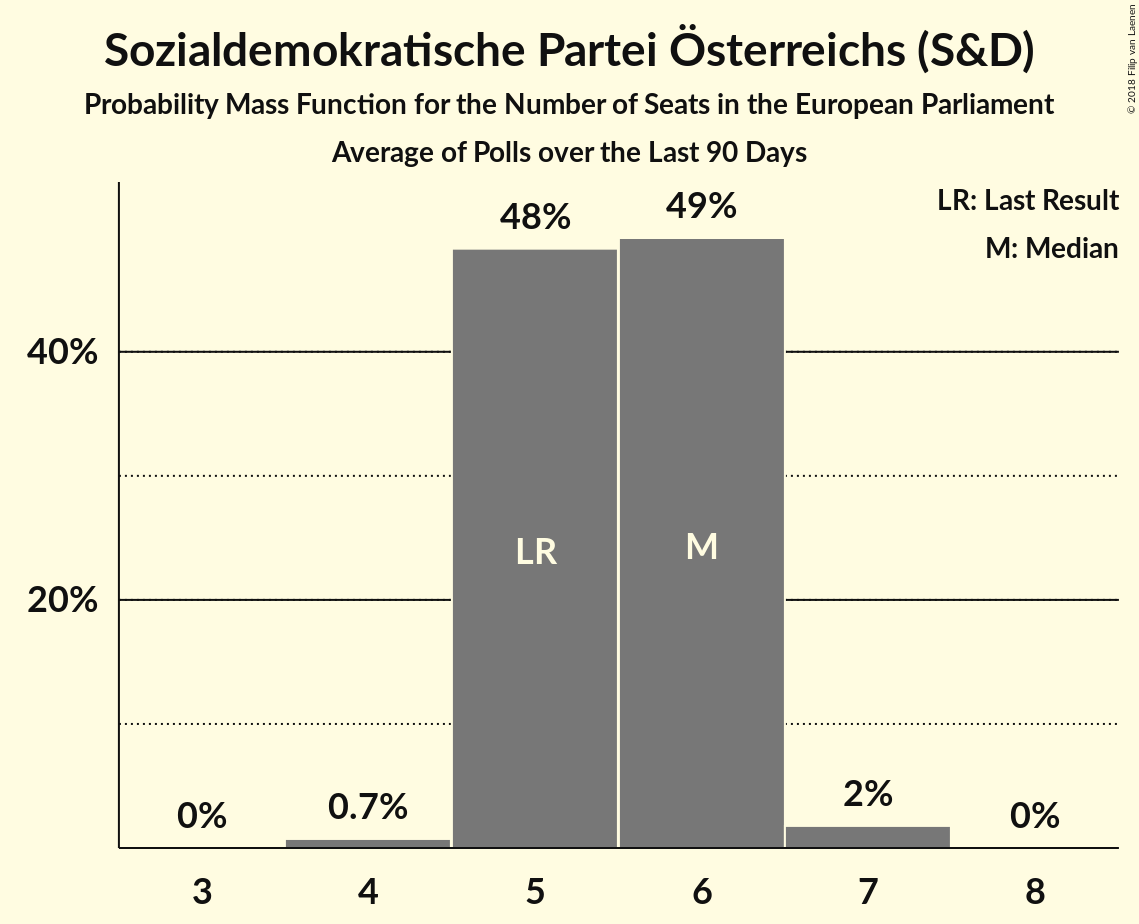 Sozialdemokratische Partei Österreichs (S&D)
Probability Mass Function for the Number of Seats in the European Parliament
Average of Polls over the Last 90 Days
© 2018 Filip van Laenen
LR: Last Result
M: Median
48%
49%
40%
20%
LR
M
0%
0.7%
2%
0%
3
4
5
6
7
8